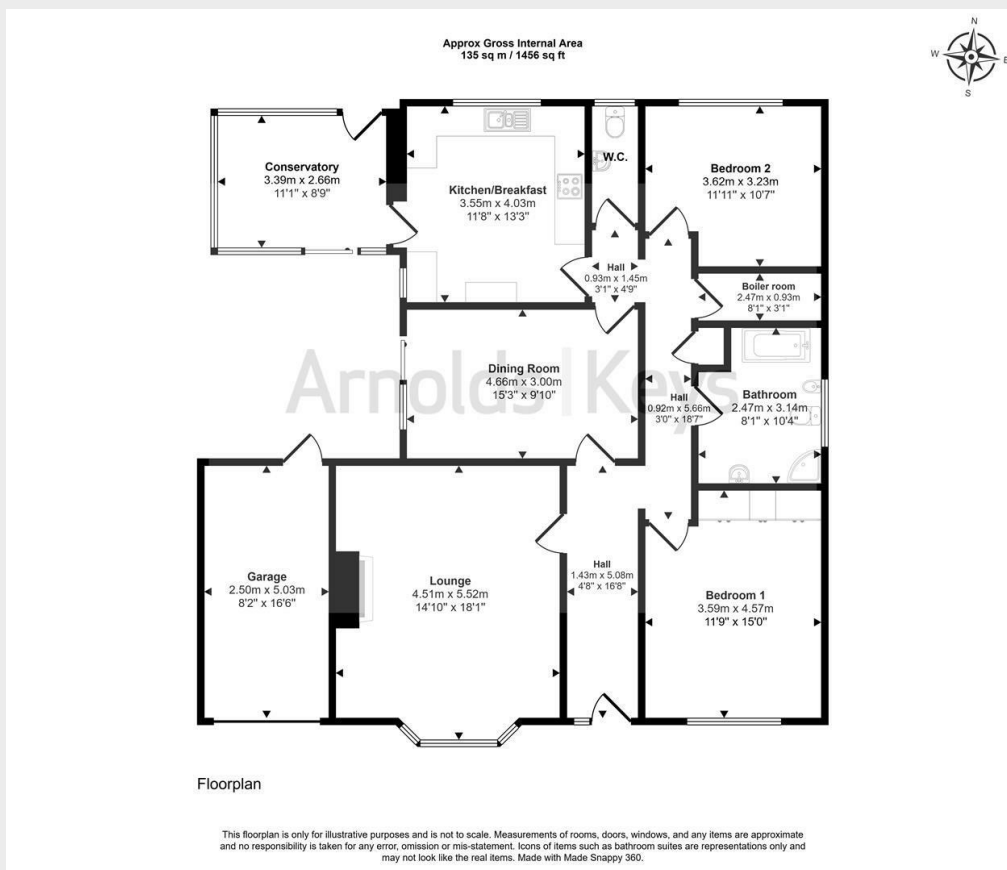 Approx Gross Internal Area
135 sq m / 1456 sq ft
N
W
E
S
Conservatory
3.39m x 2.66m
11'1" x 8'9"
Kitchen/Breakfast
3.55m x 4.03m
11'8" x 13'3"
W.C.
Bedroom 2
3.62m x 3.23m
11'11" x 10'7"
Hall
0.93m x 1.45m
3'1" x 4'9"
Boiler room
2.47m x 0.93m
8'1" x 3'1"
Dining Room
4.66m x 3.00m
15'3" x 9'10"
Arnolds | Keys
Hall
0.92m x 5.66m
3'0" x 18'7"
Bathroom
2.47m x 3.14m
8'1" x 10'4"
Garage
2.50m x 5.03m
8'2" x 16'6"
Lounge
4.51m x 5.52m
14'10" x 18'1"
Hall
1.43m x 5.08m
4'8" x 16'8"
Bedroom 1
3.59m x 4.57m
11'9" x 15'0"
Floorplan
This floorplan is only for illustrative purposes and is not to scale. Measurements of rooms, doors, windows, and any items are approximate
and no responsibility is taken for any error, omission or mis-statement. Icons of items such as bathroom suites are representations only and
may not look like the real items. Made with Made Snappy 360.